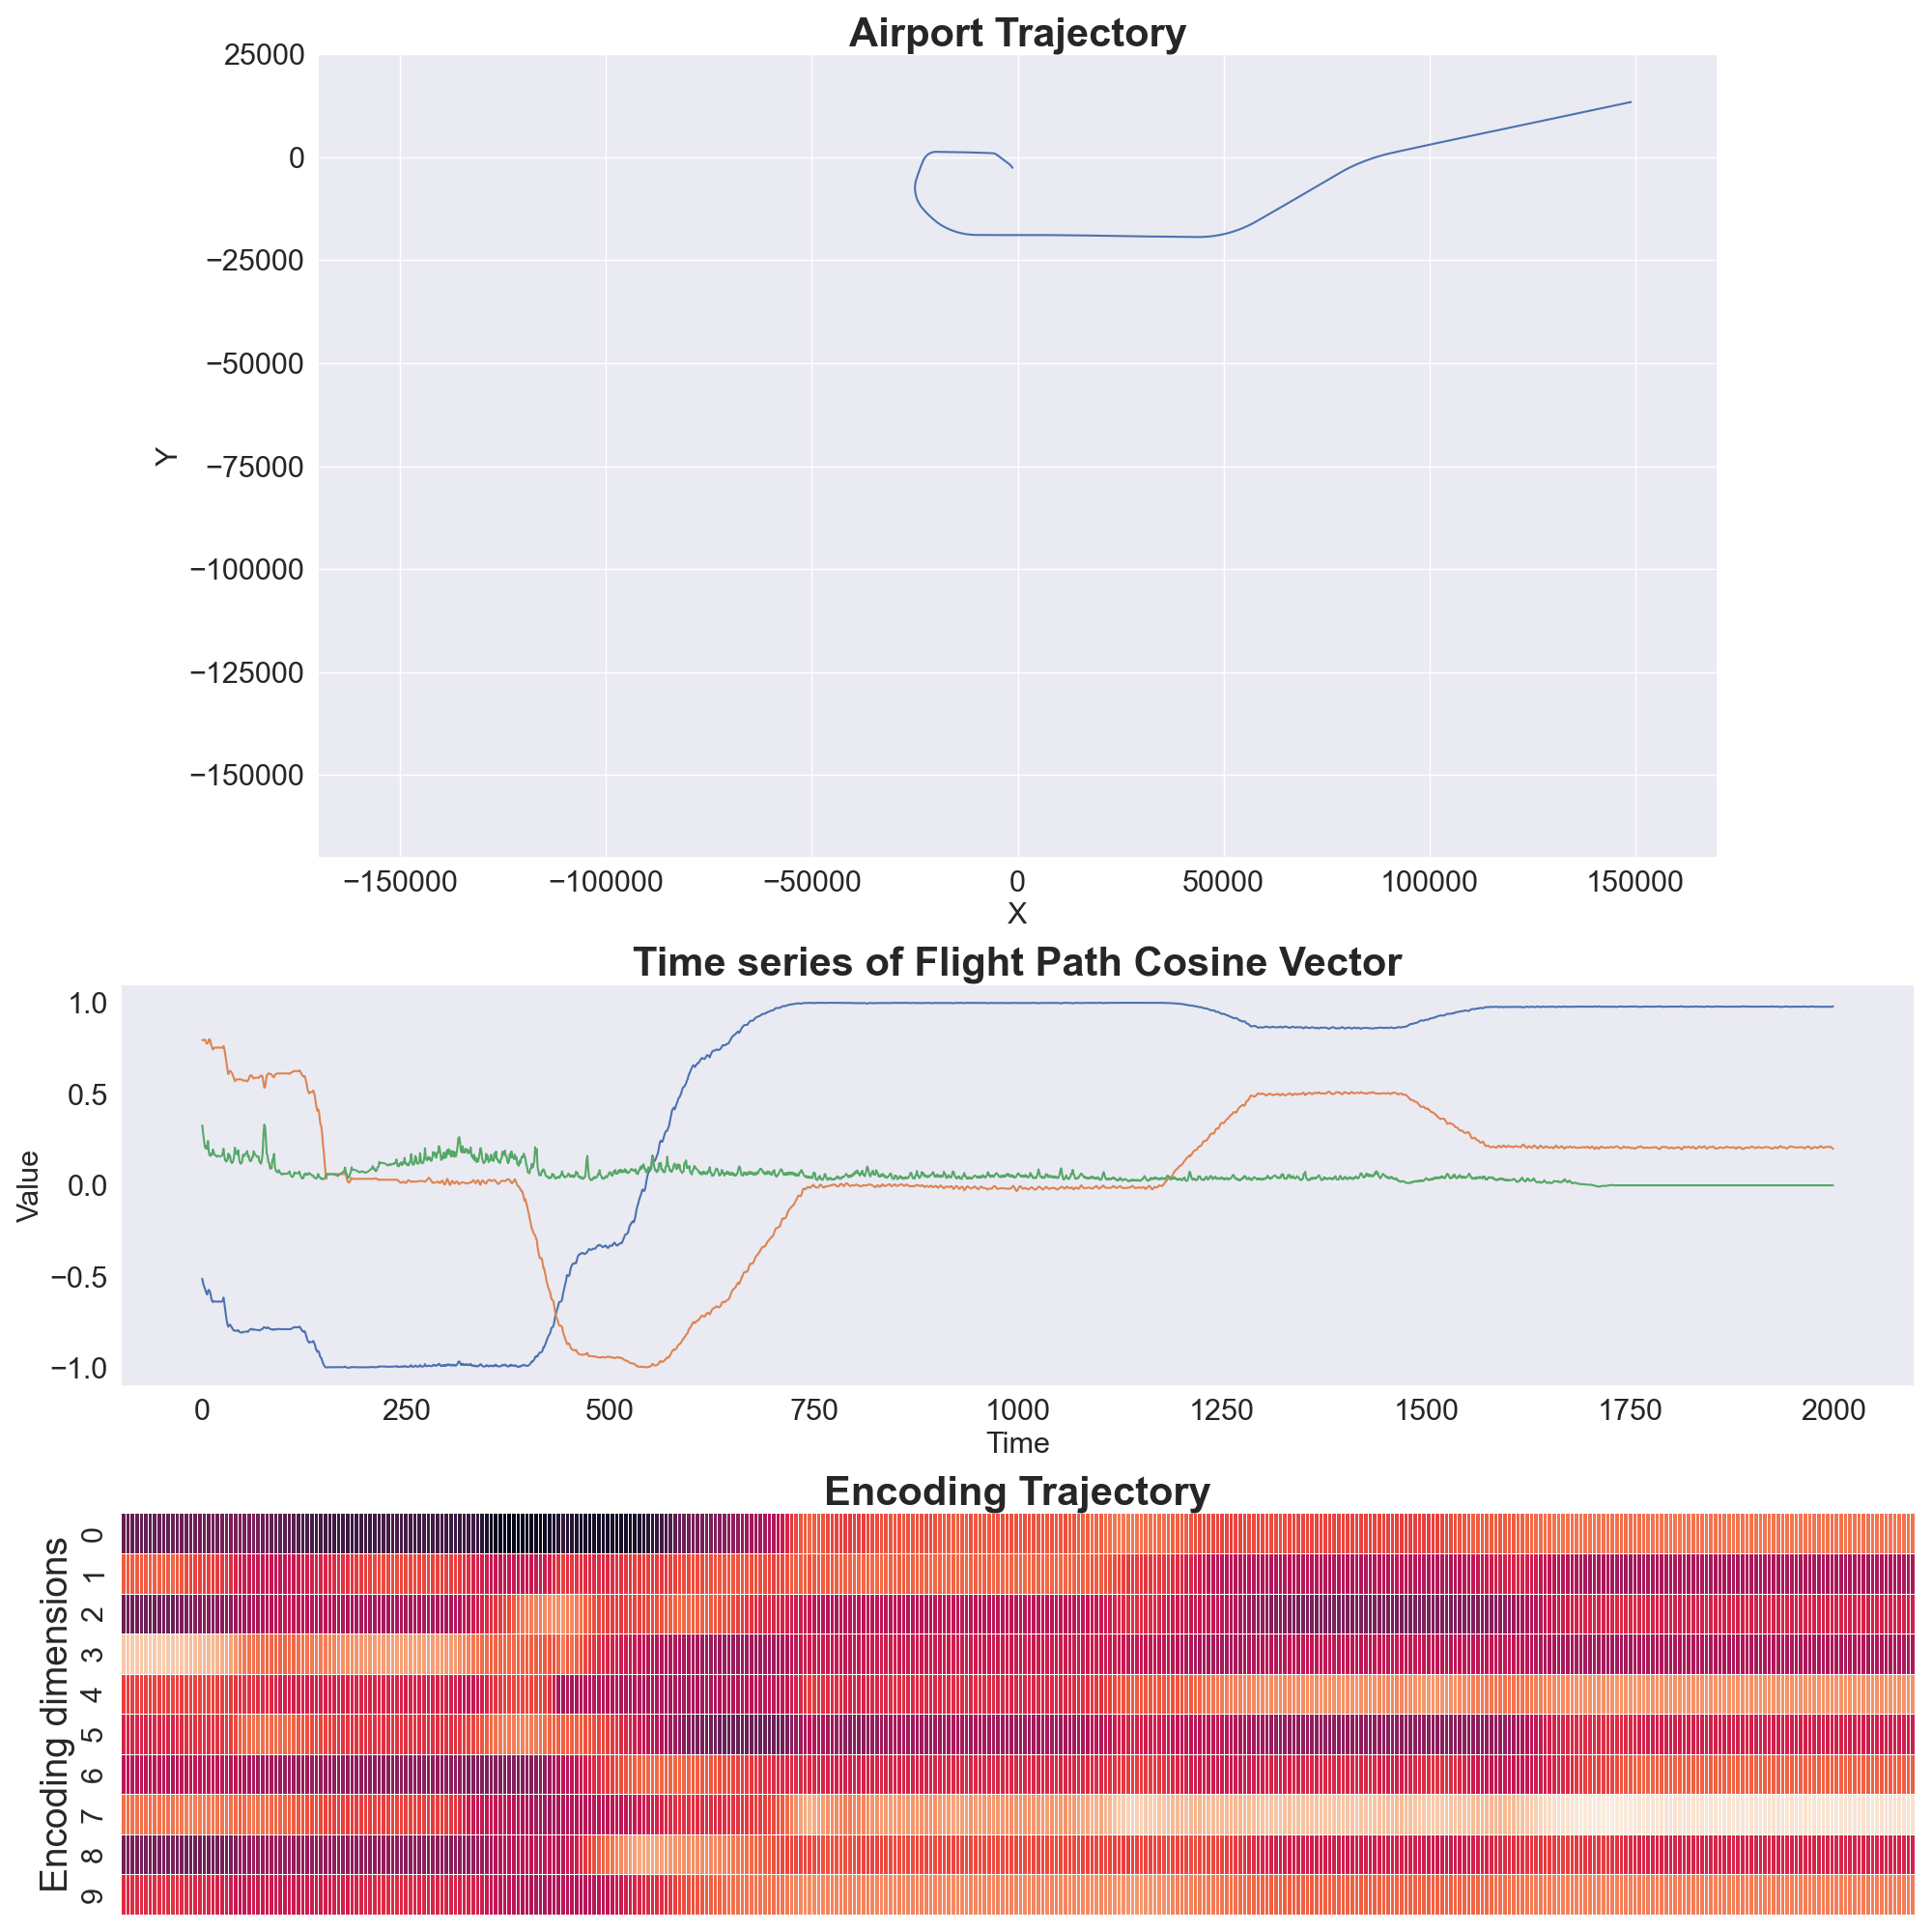 Airport Trajectory
25000
0
−25000
−50000
−75000
−100000
−125000
−150000
Y
−150000 −100000 −50000 0 50000 100000 150000
X
Time series of Flight Path Cosine Vector
1.0
0.5
0.0
−0.5
−1.0
Value
0 250 500 750 1000 1250 1500 1750 2000
Time
Encoding Trajectory
Encoding dimensions
0
1
2
3
4
5
6
7
8
9